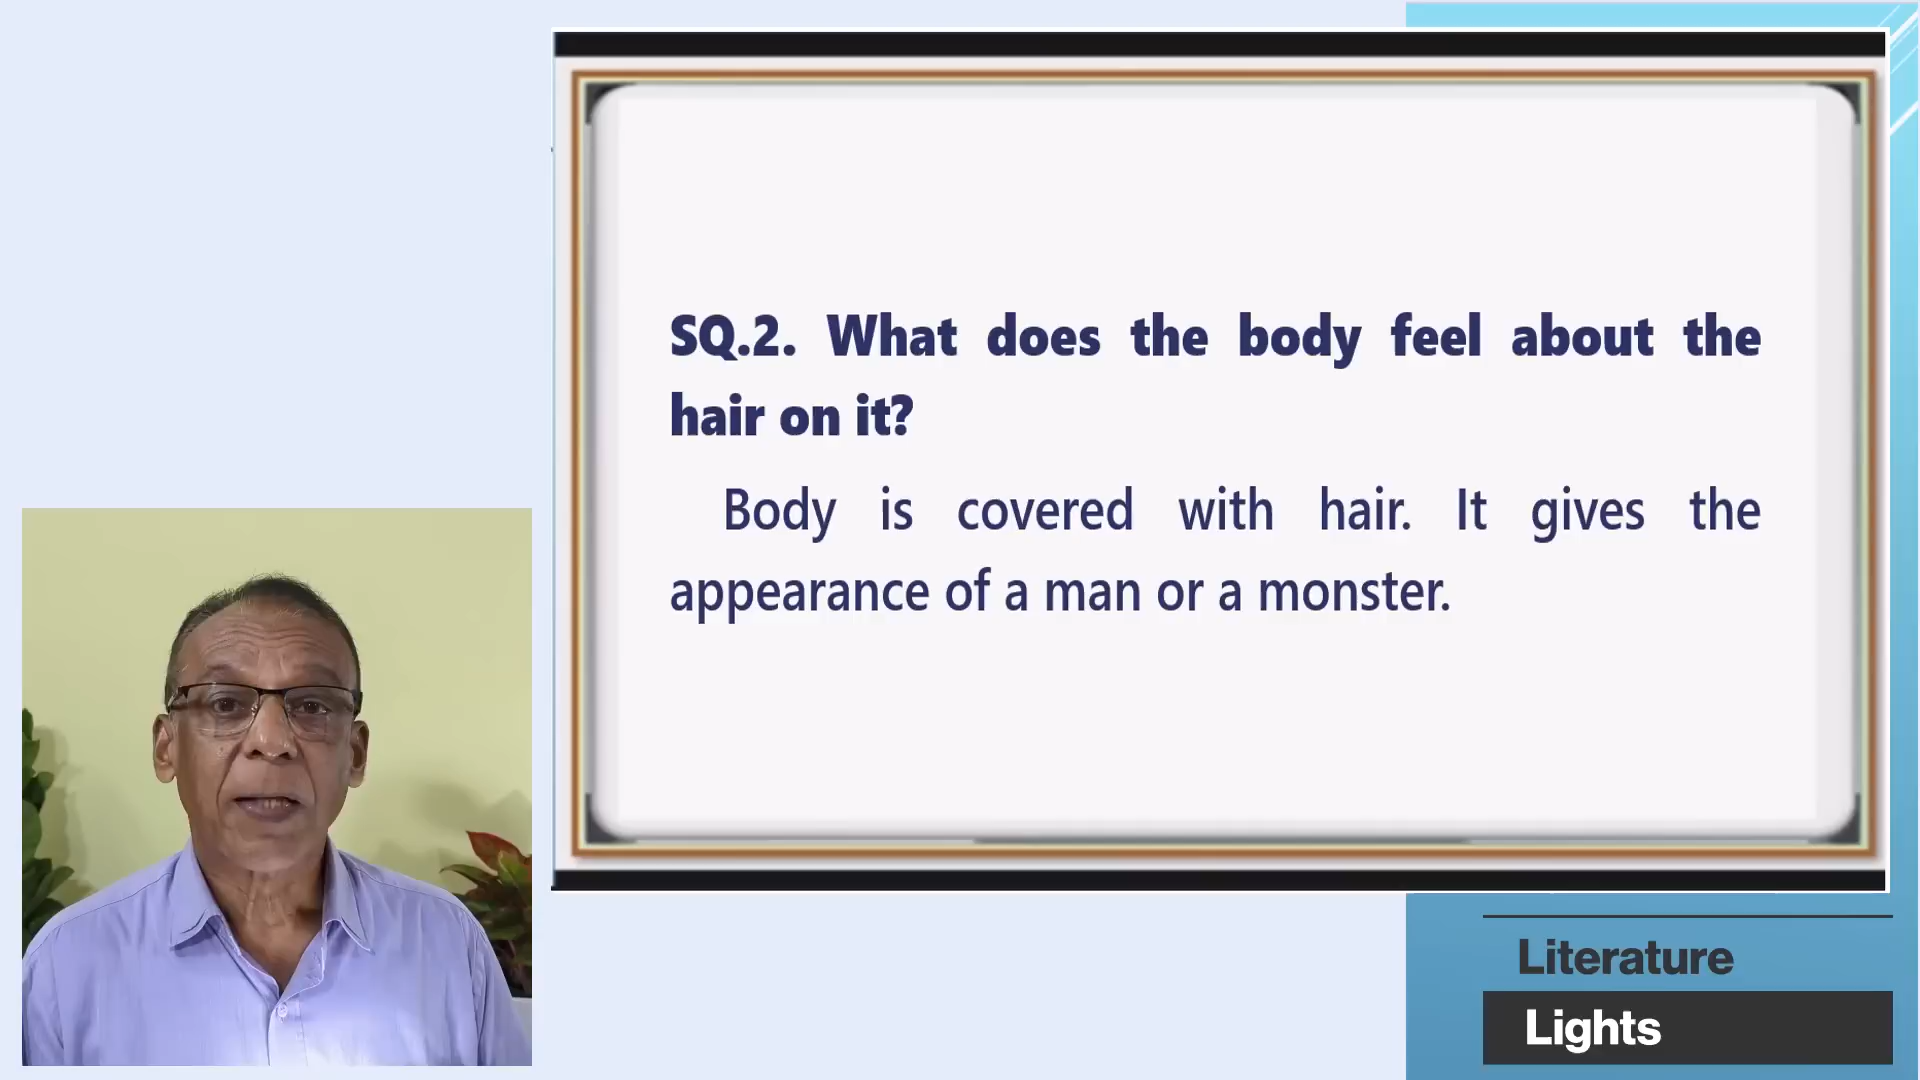 SQ.2. What does the body feel about the
hair on it?
Body is covered with hair. It gives the
appearance of a man or a monster.
Literature
Lights